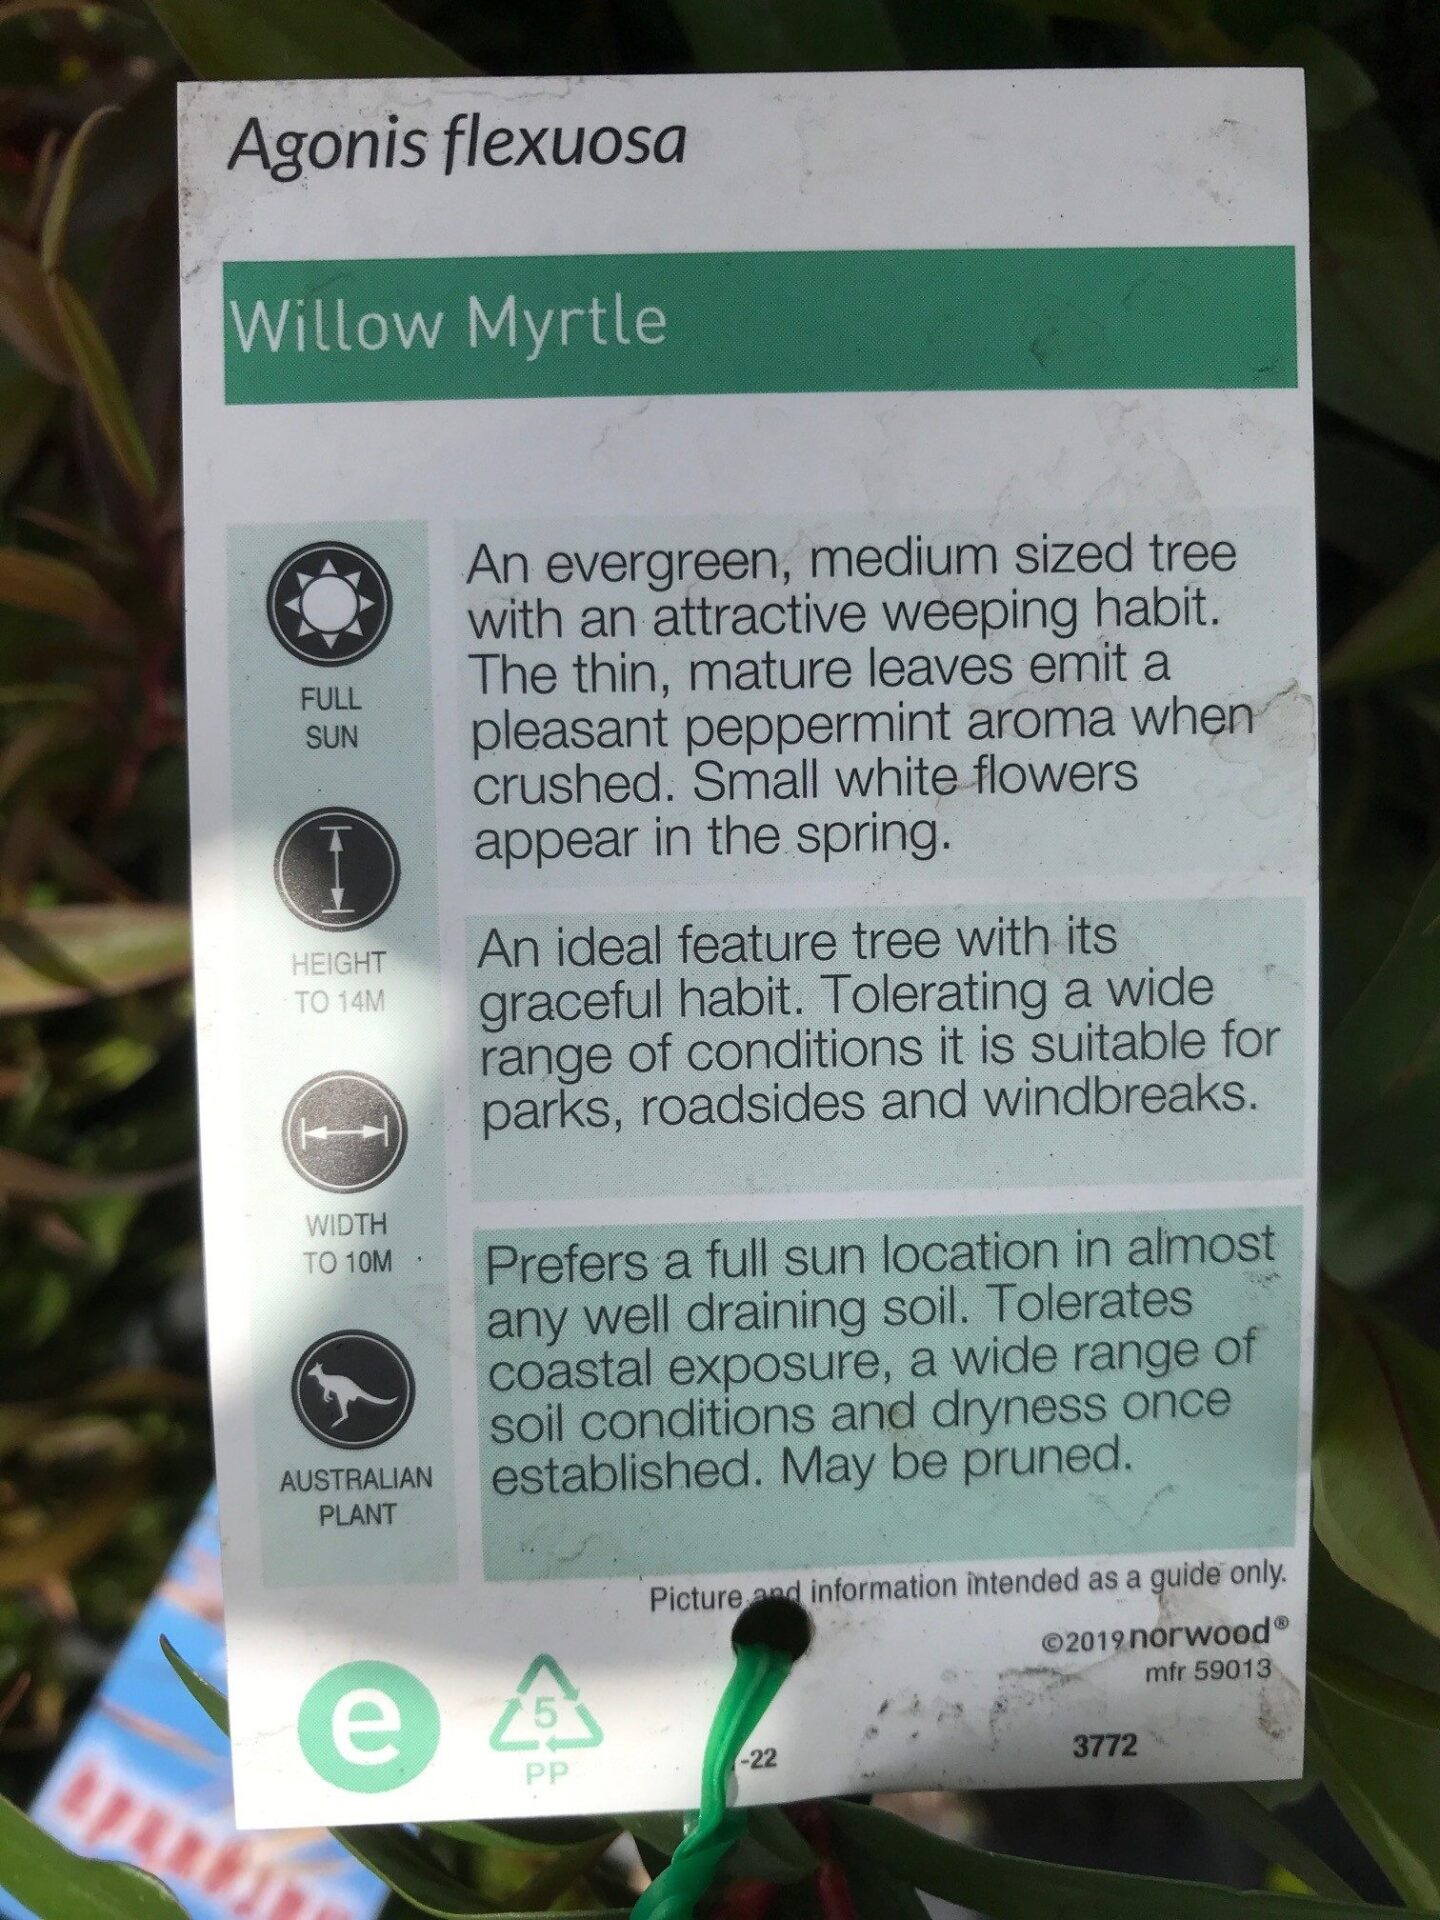 Agonis flexuosa
Willow Myrtle
FULL
SUN
HEIGHT
TO 14M
WIDTH
TO 10M
AUSTRALIAN
PLANT
An evergreen, medium sized tree
with an attractive weeping habit.
The thin, mature leaves emit a
pleasant peppermint aroma when
crushed. Small white flowers
appear in the spring.
An ideal feature tree with its
graceful habit. Tolerating a wide
range of conditions it is suitable for
parks, roadsides and windbreaks.
Prefers a full sun location in almost
any well draining soil. Tolerates
coastal exposure, a wide range of
soil conditions and dryness once
established. May be pruned.
Picture and information intended as a guide only.
©2019 norwood®
mfr 59013
e
5
PP
-22
3772